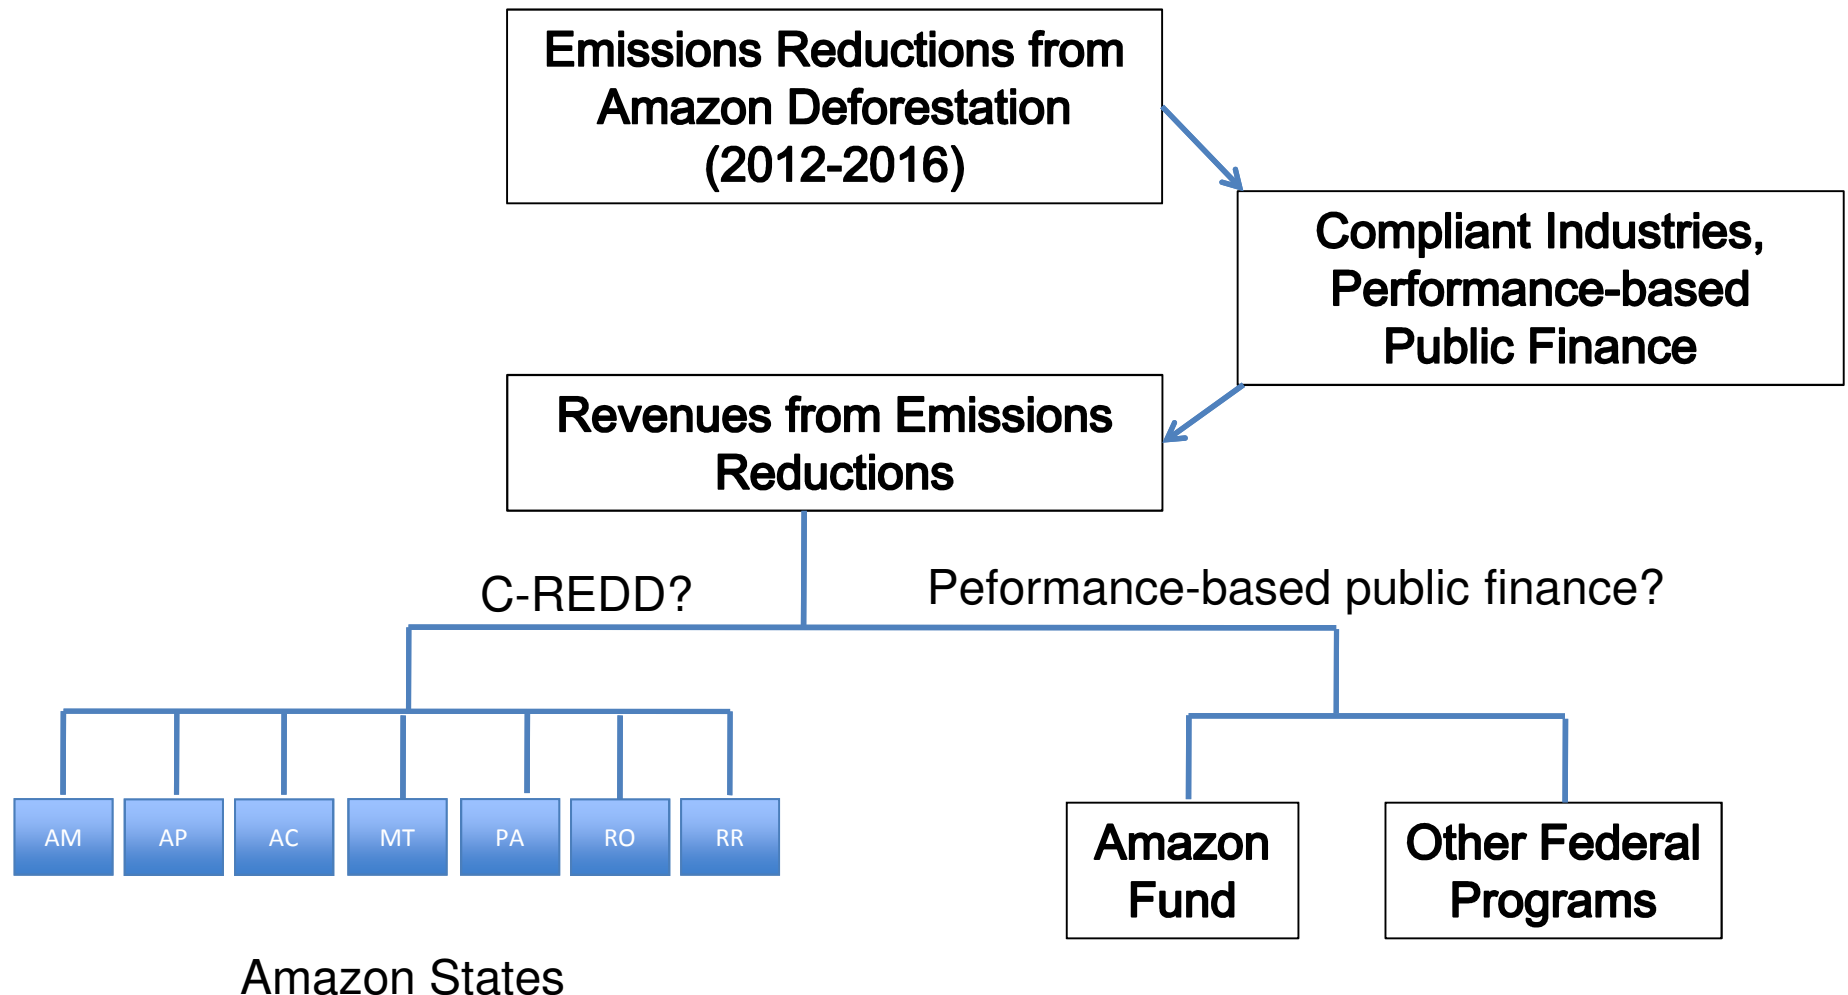 Emissions Reductions from
Amazon Deforestation
(2012-2016)
Compliant Industries,
Performance-based
Public Finance
Revenues from Emissions
Reductions
C-REDD?
Peformance-based public finance?
AM
AP
AC
MT
PA
RO
RR
Amazon
Fund
Other Federal
Programs
Amazon States